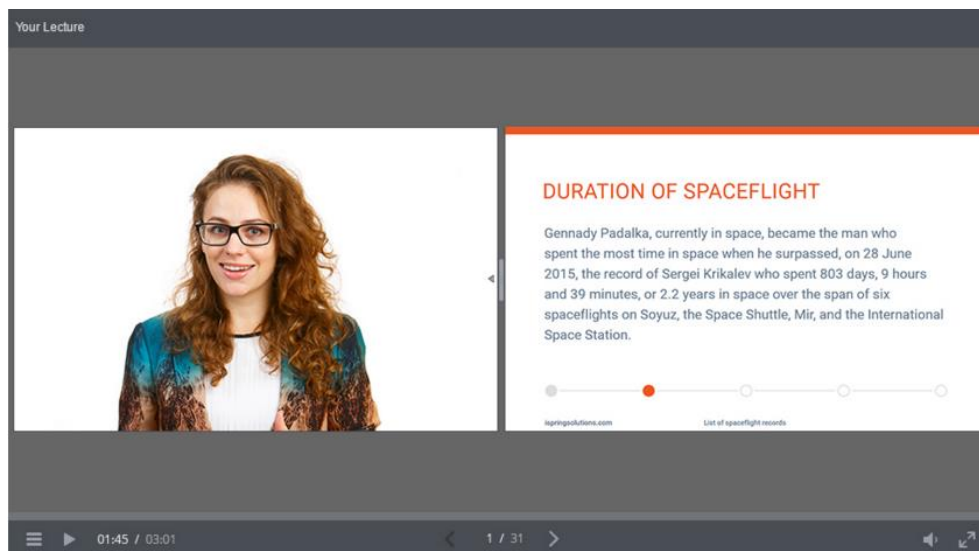 Your Lecture
DURATION OF SPACEFLIGHT
Gennady Padalka, currently in space, became the man who
spent the most time in space when he surpassed, on 28 June
2015, the record of Sergei Krikalev who spent 803 days, 9 hours
and 39 minutes, or 2.2 years in space over the span of six
spaceflights on Soyuz, the Space Shuttle, Mir, and the International
Space Station.
ispringsolutions.com
List of spaceflight records
01:45 / 03:01
1 / 31